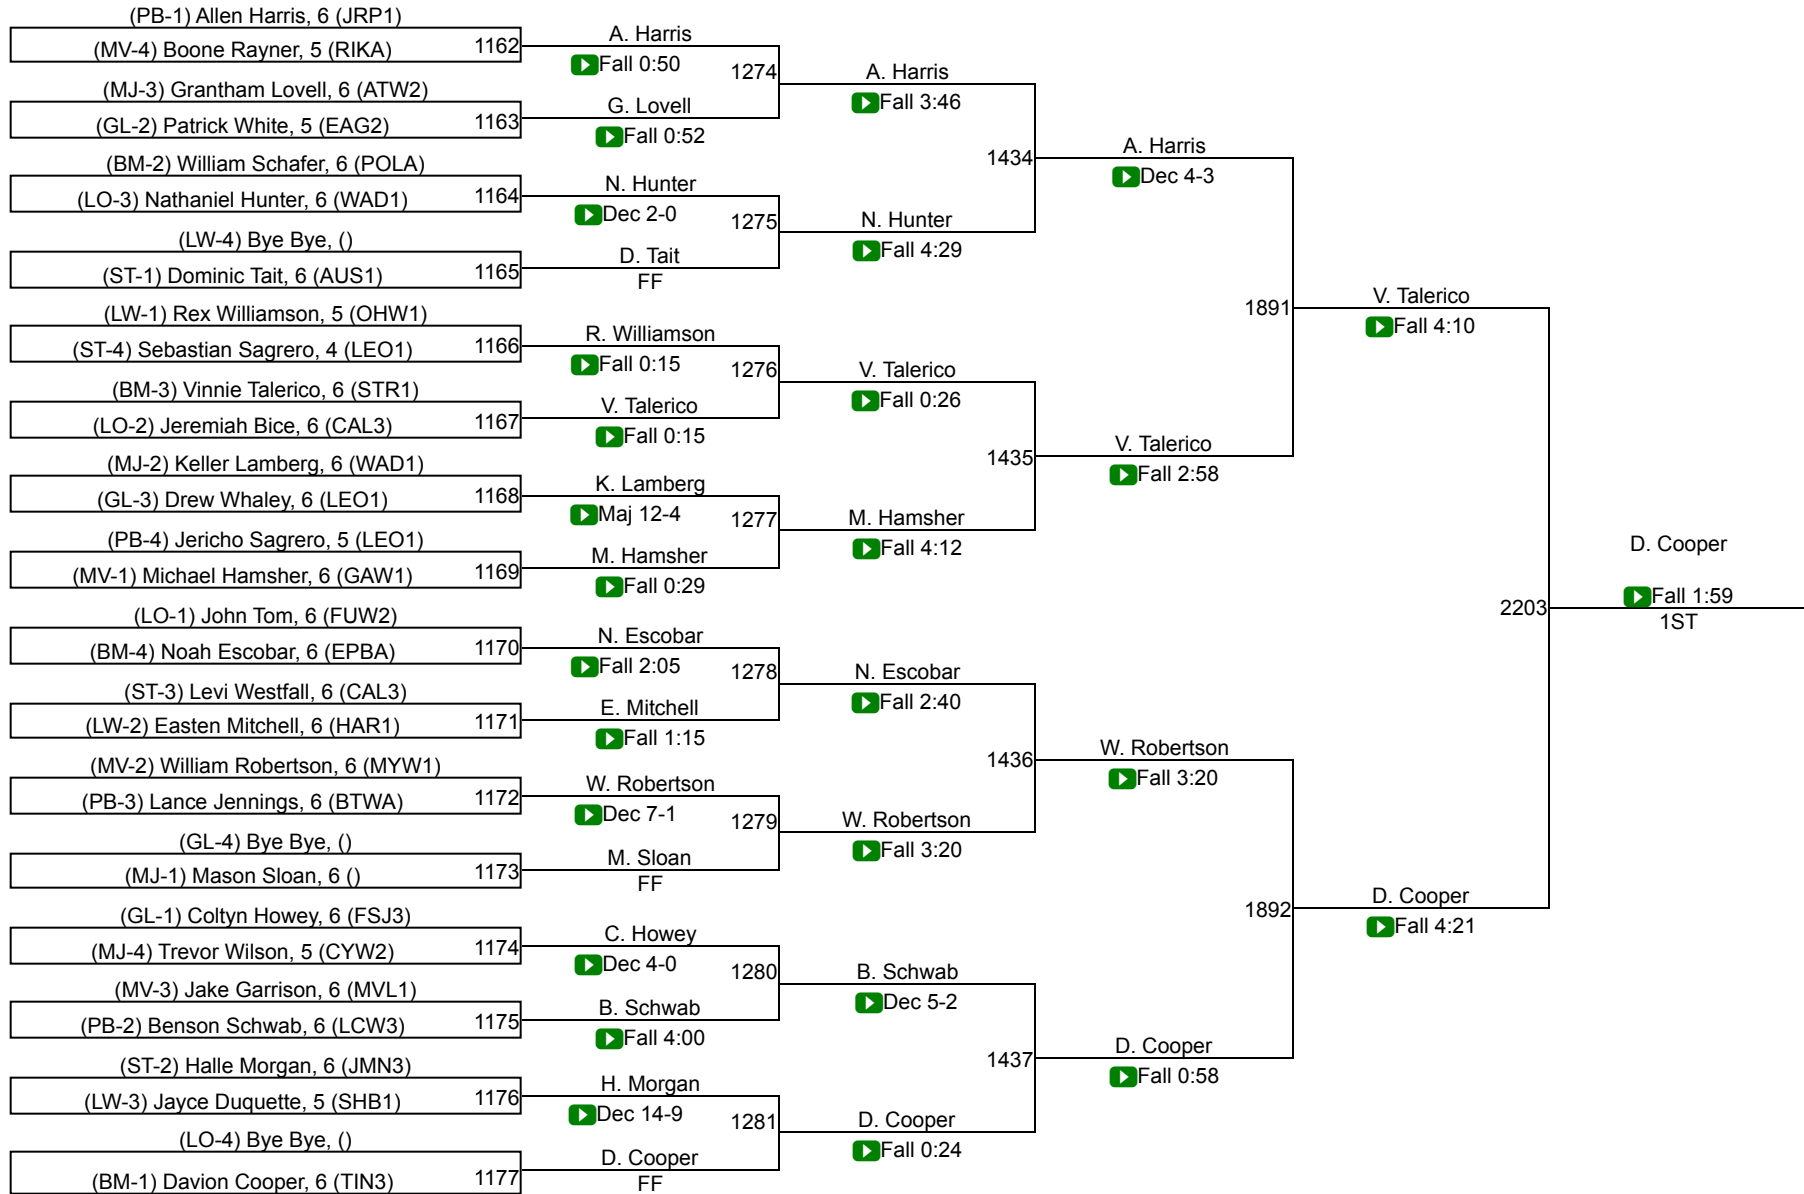 (PB-1) Allen Harris, 6 (JRP1)
(MV-4) Boone Rayner, 5 (RIKA)
1162
(MJ-3) Grantham Lovell, 6 (ATW2)
(GL-2) Patrick White, 5 (EAG2)
1163
(BM-2) William Schafer, 6 (POLA)
(LO-3) Nathaniel Hunter, 6 (WAD1)
1164
(LW-4) Bye Bye, ()
(ST-1) Dominic Tait, 6 (AUS1)
1165
(LW-1) Rex Williamson, 5 (OHW1)
(ST-4) Sebastian Sagrero, 4 (LEO1)
1166
(BM-3) Vinnie Talerico, 6 (STR1)
(LO-2) Jeremiah Bice, 6 (CAL3)
1167
(MJ-2) Keller Lamberg, 6 (WAD1)
(GL-3) Drew Whaley, 6 (LEO1)
1168
(PB-4) Jericho Sagrero, 5 (LEO1)
(MV-1) Michael Hamsher, 6 (GAW1)
1169
(LO-1) John Tom, 6 (FUW2)
(BM-4) Noah Escobar, 6 (EPBA)
1170
(ST-3) Levi Westfall, 6 (CAL3)
(LW-2) Easten Mitchell, 6 (HAR1)
1171
(MV-2) William Robertson, 6 (MYW1)
(PB-3) Lance Jennings, 6 (BTWA)
1172
(GL-4) Bye Bye, ()
(MJ-1) Mason Sloan, 6 ()
1173
(GL-1) Coltyn Howey, 6 (FSJ3)
(MJ-4) Trevor Wilson, 5 (CYW2)
1174
(MV-3) Jake Garrison, 6 (MVL1)
(PB-2) Benson Schwab, 6 (LCW3)
1175
(ST-2) Halle Morgan, 6 (JMN3)
(LW-3) Jayce Duquette, 5 (SHB1)
1176
(LO-4) Bye Bye, ()
(BM-1) Davion Cooper, 6 (TIN3)
1177
A. Harris
Fall 0:50
1274
G. Lovell
Fall 0:52
N. Hunter
Dec 2-0
1275
D. Tait
FF
R. Williamson
Fall 0:15
1276
V. Talerico
Fall 0:15
K. Lamberg
Maj 12-4
1277
M. Hamsher
Fall 0:29
N. Escobar
Fall 2:05
1278
E. Mitchell
Fall 1:15
W. Robertson
Dec 7-1
1279
M. Sloan
FF
C. Howey
Dec 4-0
1280
B. Schwab
Fall 4:00
H. Morgan
Dec 14-9
1281
D. Cooper
FF
A. Harris
Fall 3:46
1434
N. Hunter
Fall 4:29
V. Talerico
Fall 0:26
1435
M. Hamsher
Fall 4:12
N. Escobar
Fall 2:40
1436
W. Robertson
Fall 3:20
B. Schwab
Dec 5-2
1437
D. Cooper
Fall 0:24
A. Harris
Dec 4-3
1891
V. Talerico
Fall 2:58
W. Robertson
Fall 3:20
1892
D. Cooper
Fall 0:58
V. Talerico
Fall 4:10
2203
D. Cooper
Fall 4:21
D. Cooper
Fall 1:59
1ST